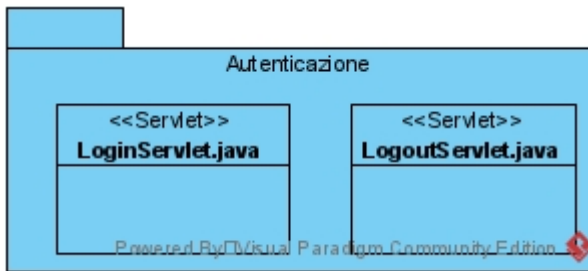 Autenticazione
<<Servlet>>
LoginServlet.java
<<Servlet>>
LogoutServlet.java
Powered By□Visual Paradigm Community Edition